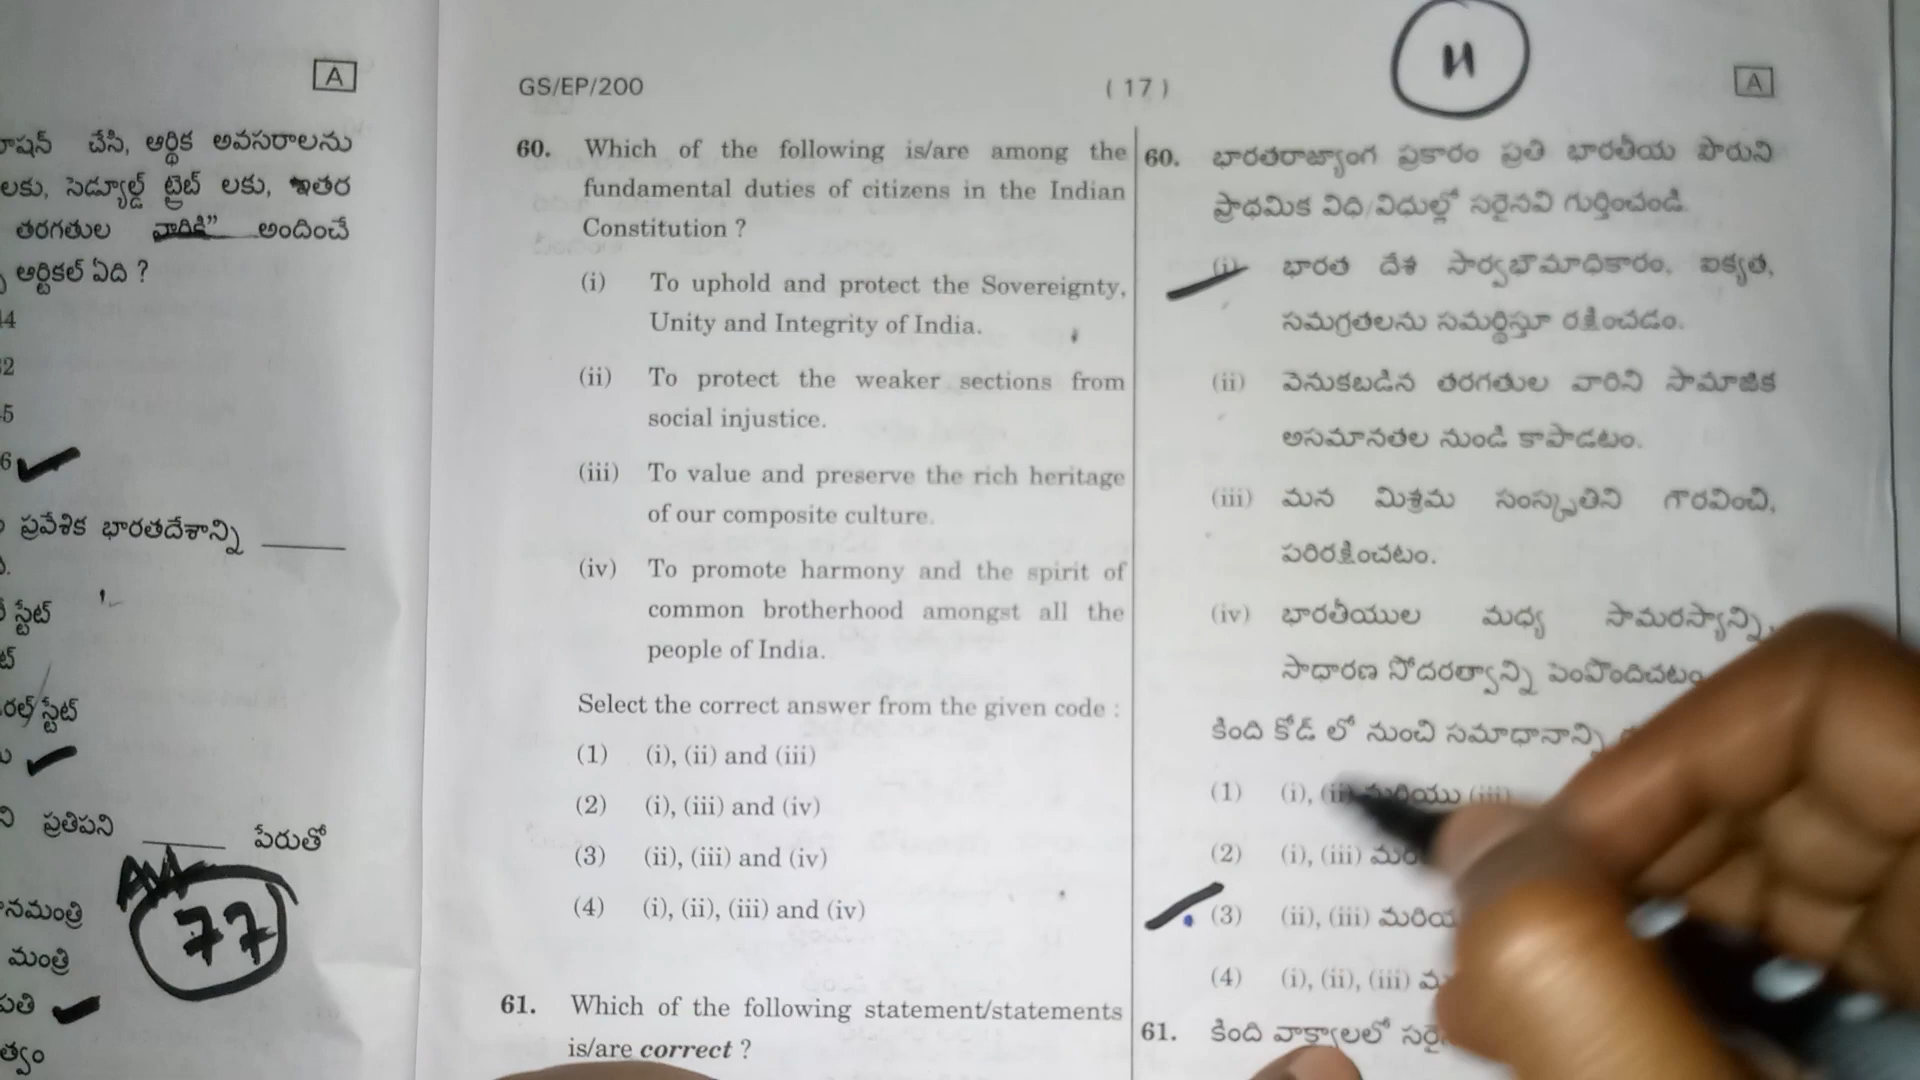 A
చేసి, ఆర్థిక అవసరాలను
లకు, సెడ్యూల్డ్ ట్రైబ్ లకు, ఇతర
తరగతుల వారికి” అందించే
ఆర్టికల్ ఏది ?
ప్రవేశిక భారతదేశాన్ని ______
స్టేట్
స్టేట్
ప్రతిపని ______ పేరుతో
77
మంత్రి
GS/EP/200
( 17 )
A
60. Which of the following is/are among the
fundamental duties of citizens in the Indian
Constitution ?
(i) To uphold and protect the Sovereignty,
Unity and Integrity of India.
(ii) To protect the weaker sections from
social injustice.
(iii) To value and preserve the rich heritage
of our composite culture.
(iv) To promote harmony and the spirit of
common brotherhood amongst all the
people of India.
Select the correct answer from the given code :
(1) (i), (ii) and (iii)
(2) (i), (iii) and (iv)
(3) (ii), (iii) and (iv)
(4) (i), (ii), (iii) and (iv)
61. Which of the following statement/statements
is/are correct ?
60. భారతరాజ్యాంగ ప్రకారం ప్రతి భారతీయ పౌరుని
ప్రాథమిక విధి/విధుల్లో సరైనవి గుర్తించండి.
(i) భారత దేశ సార్వభౌమాధికారం, ఐక్యత,
సమగ్రతలను సమర్థిస్తూ రక్షించడం.
(ii) వెనుకబడిన తరగతుల వారిని సామాజిక
అసమానతల నుండి కాపాడటం.
(iii) మన మిశ్రమ సంస్కృతిని గౌరవించి,
పరిరక్షించటం.
(iv) భారతీయుల మధ్య సామరస్యాన్ని,
సాధారణ సోదరత్వాన్ని పెంపొందిచటం
కింది కోడ్ లో నుంచి సమాధానాన్ని
(1) (i), (ii) మరియు (iii)
(2) (i), (iii)
(3) (ii), (iii)
(4) (i), (ii), (iii)
61. కింది వాక్యాలలో